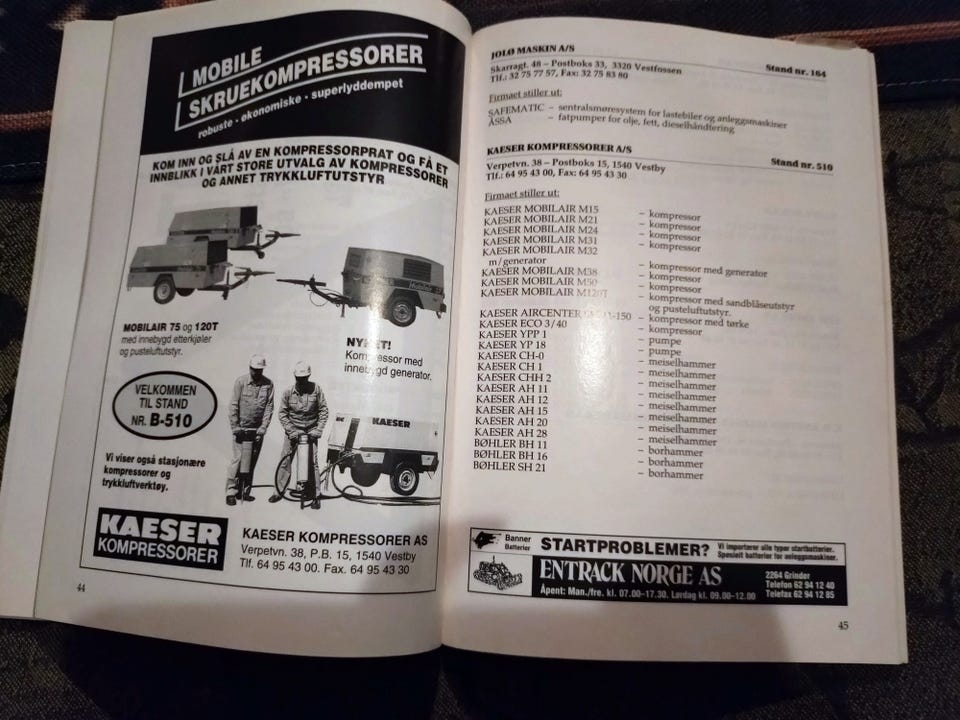 MOBILE
SKRUEKOMPRESSORER
robuste - økonomiske - superlyddempet
KOM INN OG SLÅ AV EN KOMPRESSORPRAT OG FÅ ET
INNBLIKK I VÅRT STORE UTVALG AV KOMPRESSORER
OG ANNET TRYKKLUFTUTSTYR
MOBILAIR 75 og 120T
med innebygd etterkjøler
og pusteluftutstyr.
NYHET!
Kompressor med
innebygd generator.
VELKOMMEN
TIL STAND
NR. B-510
KAESER
Vi viser også stasjonære
kompressorer og
trykkluftverktøy.
KAESER
KOMPRESSORER
KAESER KOMPRESSORER AS
Verpetvn. 38, P.B. 15, 1540 Vestby
Tlf. 64 95 43 00. Fax. 64 95 43 30
44
JOLØ MASKIN A/S
Skarragt. 48 – Postboks 33, 3320 Vestfossen Stand nr. 164
Tlf.: 32 75 77 57, Fax: 32 75 83 80
Firmaet stiller ut:
SAFEMATIC – sentralsmøresystem for lastebiler og anleggsmaskiner
ÅSSA – fatpumper for olje, fett, dieselhåndtering
KAESER KOMPRESSORER A/S
Verpetvn. 38 – Postboks 15, 1540 Vestby Stand nr. 510
Tlf.: 64 95 43 00, Fax: 64 95 43 30
Firmaet stiller ut:
KAESER MOBILAIR M15 – kompressor
KAESER MOBILAIR M21 – kompressor
KAESER MOBILAIR M24 – kompressor
KAESER MOBILAIR M31 – kompressor
KAESER MOBILAIR M32
m/generator – kompressor med generator
KAESER MOBILAIR M38 – kompressor
KAESER MOBILAIR M50 – kompressor
KAESER MOBILAIR M120T – kompressor med sandblåseutstyr
og pusteluftutstyr.
KAESER AIRCENTER – kompressor med tørke
KAESER ECO 3/40 – kompressor
KAESER YPP 1 – pumpe
KAESER YP 18 – pumpe
KAESER CH-0 – meiselhammer
KAESER CH 1 – meiselhammer
KAESER CHH 2 – meiselhammer
KAESER AH 11 – meiselhammer
KAESER AH 12 – meiselhammer
KAESER AH 15 – meiselhammer
KAESER AH 20 – meiselhammer
KAESER AH 28 – meiselhammer
BØHLER BH 11 – borhammer
BØHLER BH 16 – borhammer
BØHLER SH 21 – borhammer
Banner
Batterier
STARTPROBLEMER?
Vi importerer alle typer startbatterier.
Spesielt batterier for anleggsmaskiner.
ENTRACK NORGE AS
Åpent: Man./fre. kl. 07.00-17.30. Lørdag kl. 09.00-12.00
2264 Grinder
Telefon 62 94 12 40
Telefax 62 94 12 85
45